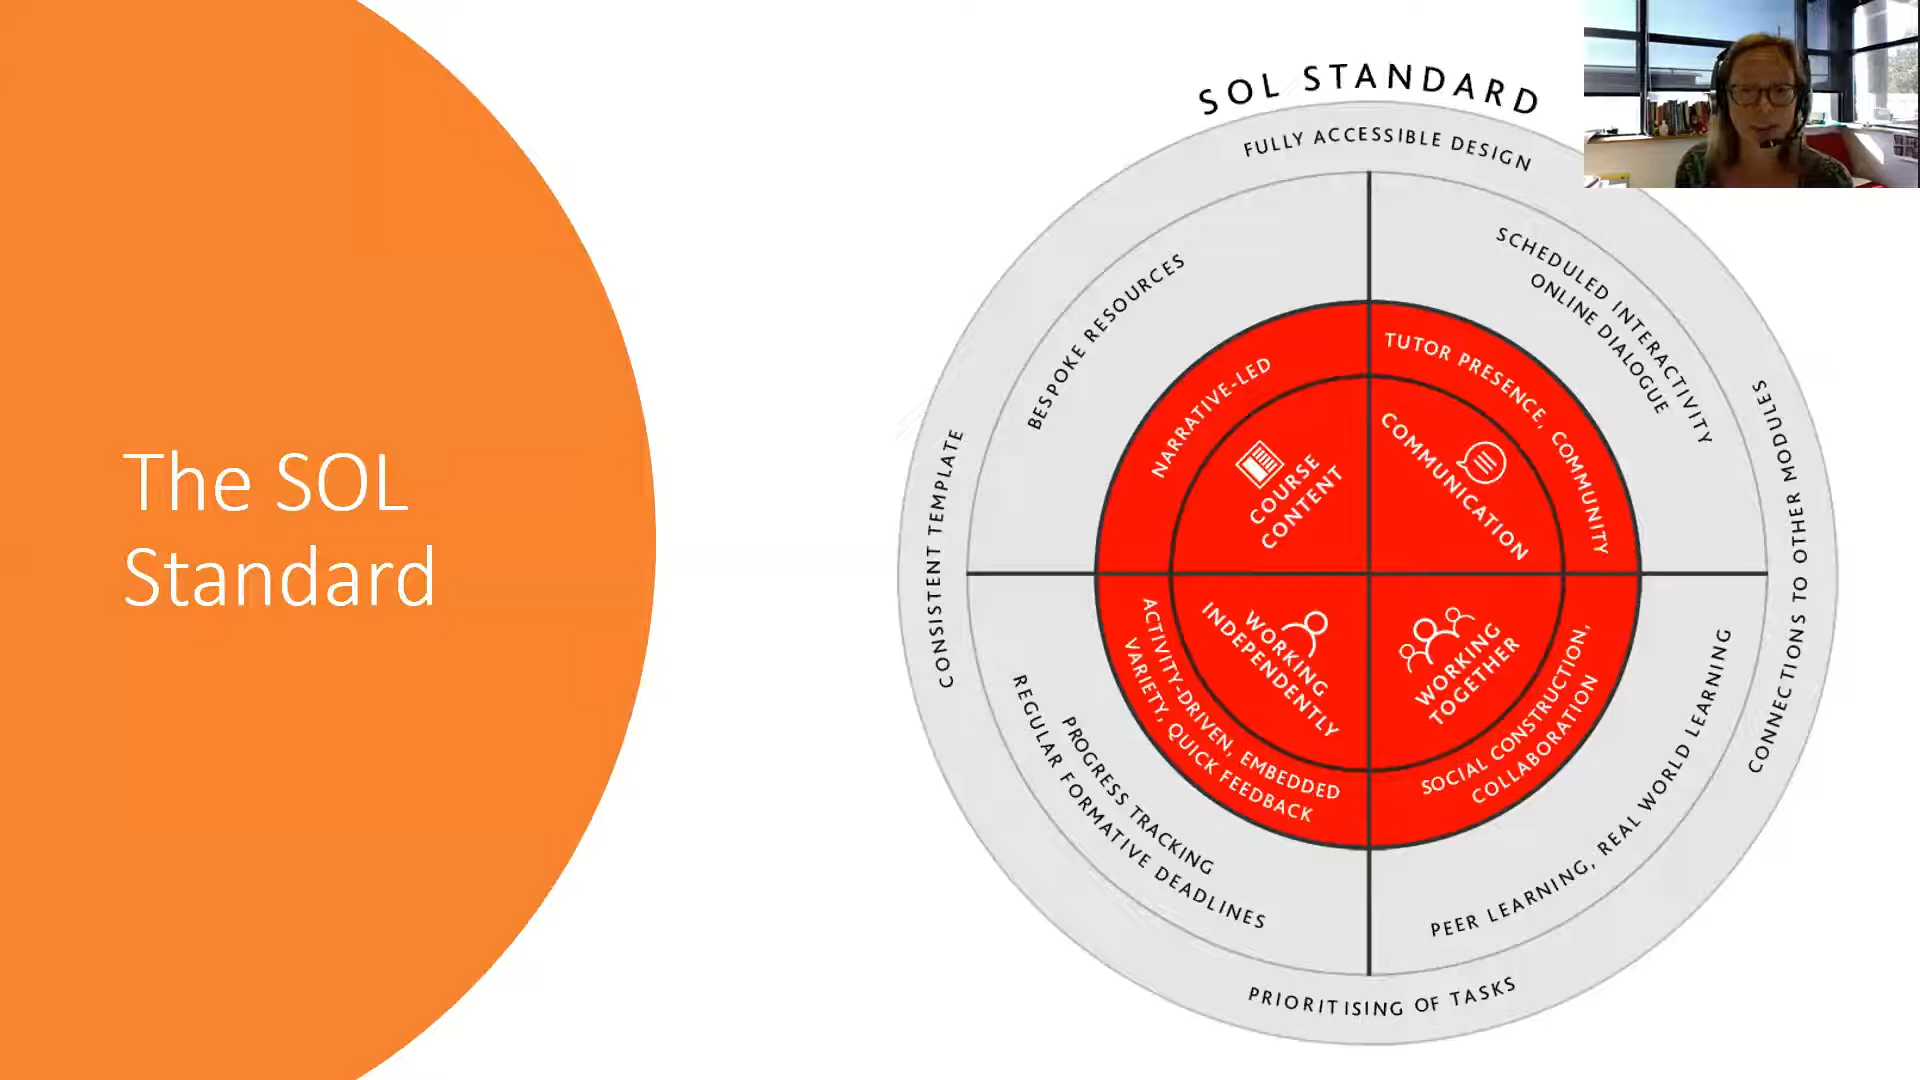 The SOL
Standard
SOL STANDARD
FULLY ACCESSIBLE DESIGN
CONSISTENT TEMPLATE
CONNECTIONS TO OTHER MODULES
PRIORITISING OF TASKS
BESPOKE RESOURCES
NARRATIVE-LED
COURSE
CONTENT
SCHEDULED INTERACTIVITY
ONLINE DIALOGUE
TUTOR PRESENCE, COMMUNITY
COMMUNICATION
WORKING
INDEPENDENTLY
ACTIVITY-DRIVEN, EMBEDDED
VARIETY, QUICK FEEDBACK
PROGRESS TRACKING
REGULAR FORMATIVE DEADLINES
WORKING
TOGETHER
SOCIAL CONSTRUCTION,
COLLABORATION
PEER LEARNING, REAL WORLD LEARNING